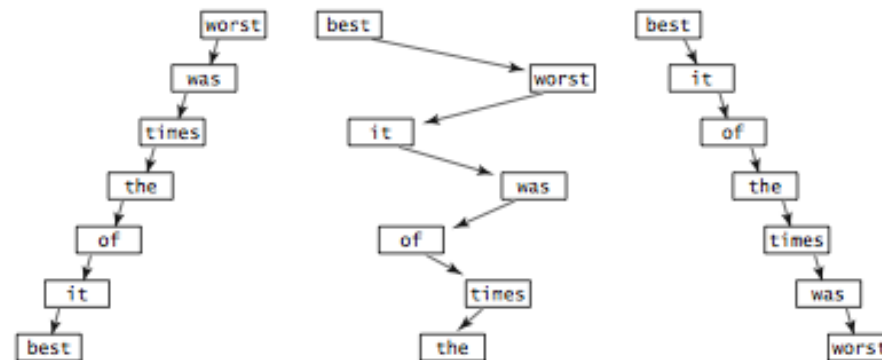 worst
was
times
the
of
it
best
best
worst
it
was
of
times
the
best
it
of
the
times
was
worst